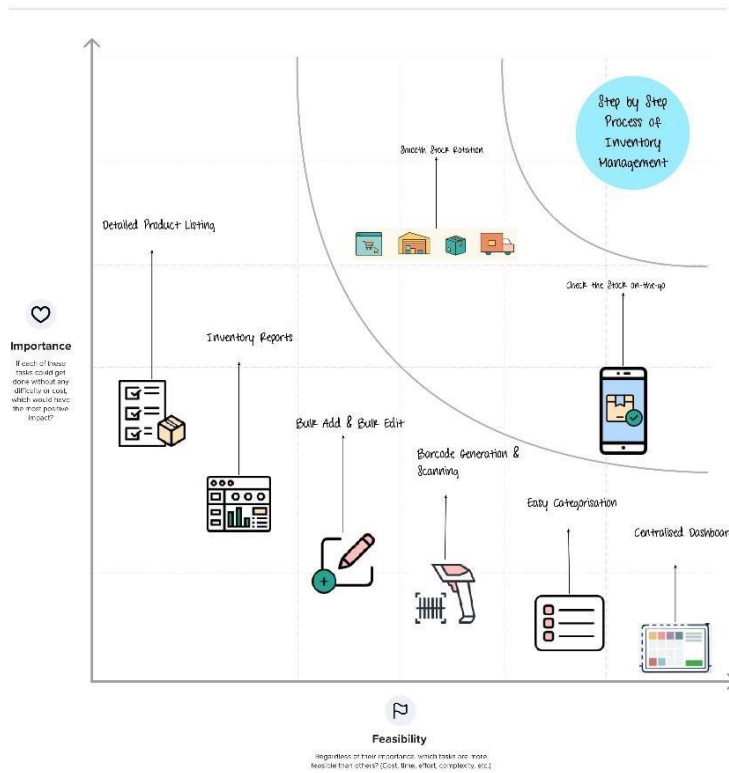 Step by Step
Process of
Inventory
Management
Smooth Stock Rotation
Detailed Product Listing
Check the Stock on-the-go
Inventory Reports
Importance
If each of these
tasks could get
done without any
difficulty or cost,
which would have
the most positive
impact?
Bulk Add & Bulk Edit
Barcode Generation &
Scanning
Easy Categorisation
Centralised Dashboar
Feasibility
Regardless of their importance, which tasks are more
feasible than others? (Cost, time, effort, complexity, etc.)